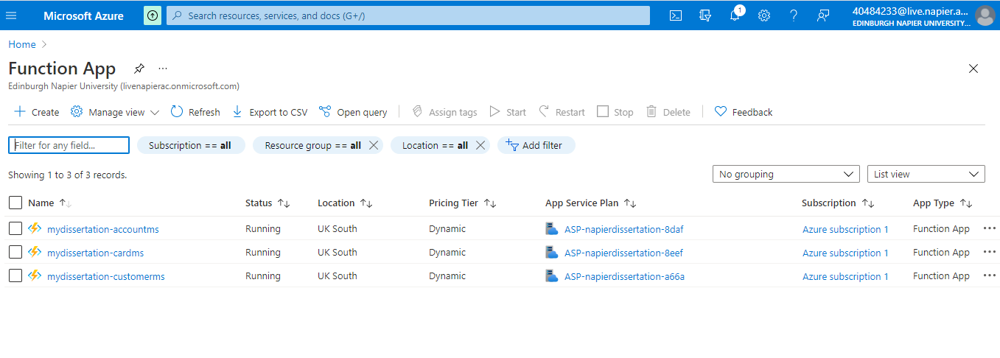 Microsoft Azure
Search resources, services, and docs (G+/)
1
40484233@live.napier.a...
EDINBURGH NAPIER UNIVERSITY...
Home
Function App
...
Edinburgh Napier University (livenapierac.onmicrosoft.com)
Create Manage view Refresh Export to CSV Open query Assign tags Start Restart Stop Delete Feedback
Filter for any field... Subscription == all Resource group == all Location == all Add filter
Showing 1 to 3 of 3 records. No grouping List view
Name Status Location Pricing Tier App Service Plan Subscription App Type
mydissertation-accountms Running UK South Dynamic ASP-napierdissertation-8daf Azure subscription 1 Function App ...
mydissertation-cardms Running UK South Dynamic ASP-napierdissertation-8eef Azure subscription 1 Function App ...
mydissertation-customerms Running UK South Dynamic ASP-napierdissertation-a66a Azure subscription 1 Function App ...